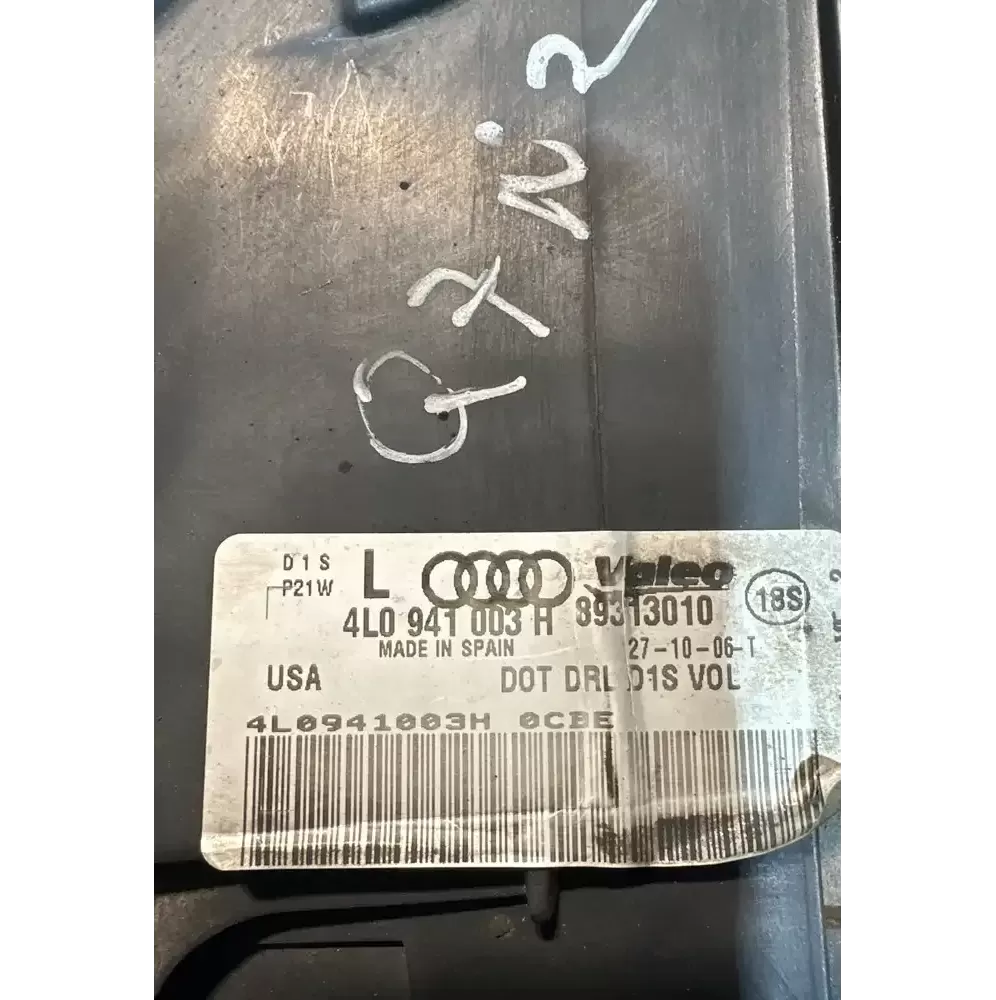 Q7 N° 2
D1S
P21W
L
Valeo
18S
4L0 941 003 H
89313010
MADE IN SPAIN
27-10-06-T
USA
DOT DRL D1S VOL
4L0941003H 0CBE